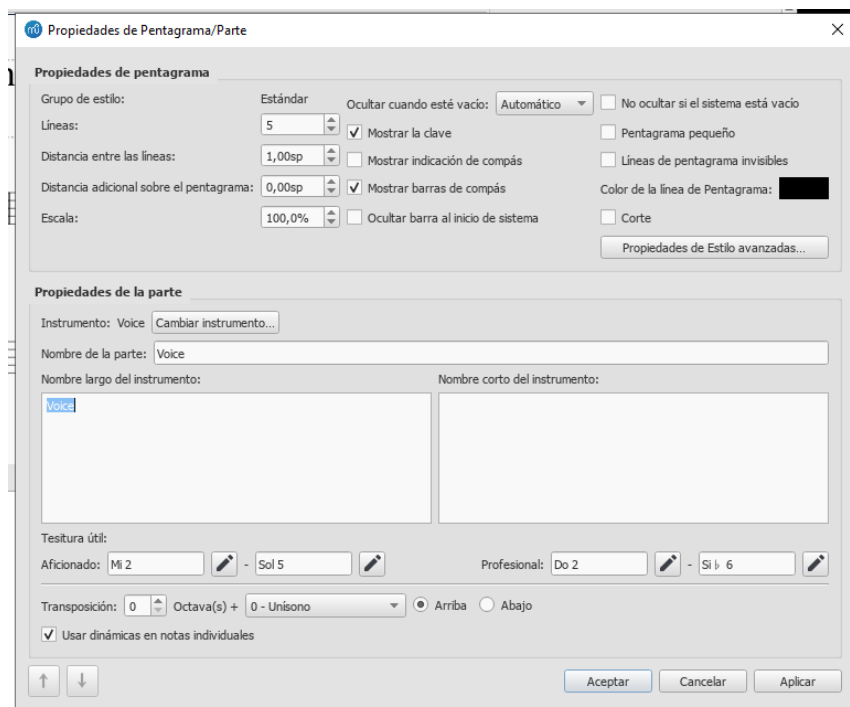 Propiedades de Pentagrama/Parte
Propiedades de pentagrama
Grupo de estilo: Estándar Ocultar cuando esté vacío: Automático No ocultar si el sistema está vacío
Líneas: 5 Mostrar la clave Pentagrama pequeño
Distancia entre las líneas: 1,00sp Mostrar indicación de compás Líneas de pentagrama invisibles
Distancia adicional sobre el pentagrama: 0,00sp Mostrar barras de compás Color de la línea de Pentagrama:
Escala: 100,0% Ocultar barra al inicio de sistema Corte
Propiedades de Estilo avanzadas...
Propiedades de la parte
Instrumento: Voice Cambiar instrumento...
Nombre de la parte: Voice
Nombre largo del instrumento: Nombre corto del instrumento:
Voice
Tesitura útil:
Aficionado: Mi 2 - Sol 5 Profesional: Do 2 - Si ♭ 6
Transposición: 0 Octava(s) + 0 - Unísono Arriba Abajo
Usar dinámicas en notas individuales
Aceptar Cancelar Aplicar